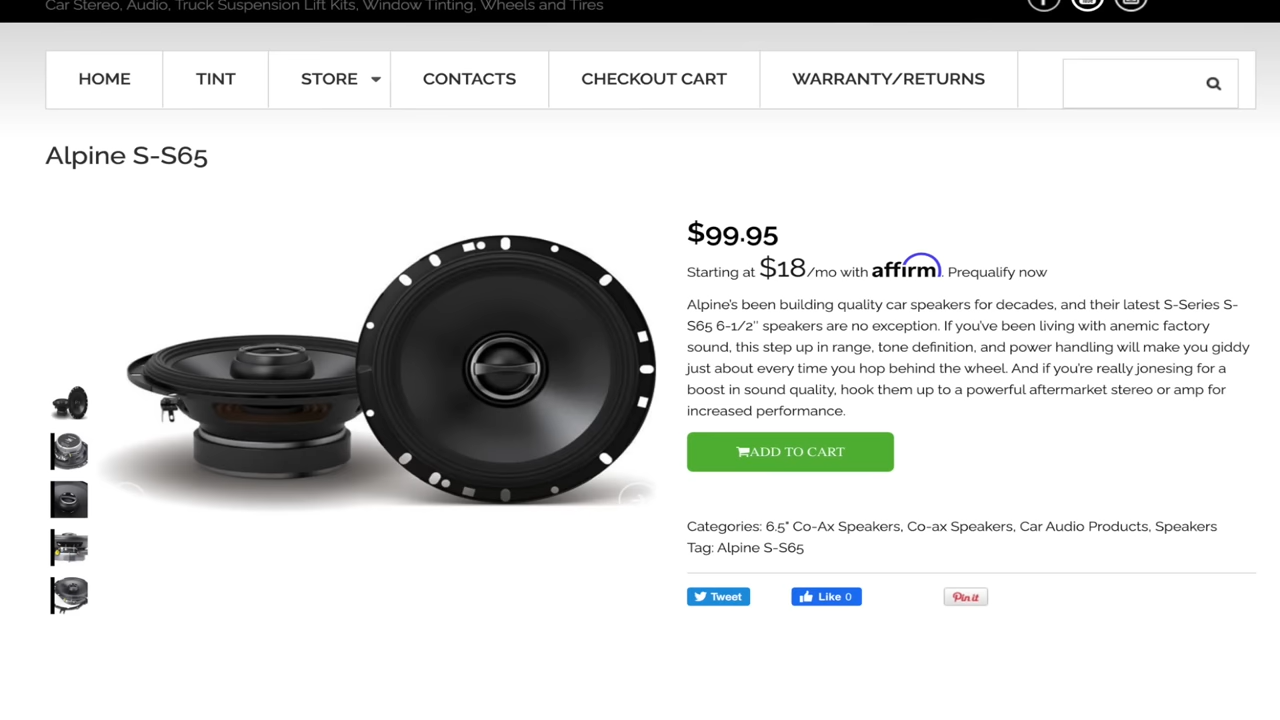 Car Stereo, Audio, Truck Suspension Lift Kits, Window Tinting, Wheels and Tires
HOME TINT STORE CONTACTS CHECKOUT CART WARRANTY/RETURNS
Alpine S-S65
$99.95
Starting at $18/mo with affirm. Prequalify now
Alpine's been building quality car speakers for decades, and their latest S-Series S-
S65 6-1/2″ speakers are no exception. If you've been living with anemic factory
sound, this step up in range, tone definition, and power handling will make you giddy
just about every time you hop behind the wheel. And if you're really jonesing for a
boost in sound quality, hook them up to a powerful aftermarket stereo or amp for
increased performance.
ADD TO CART
Categories: 6.5" Co-Ax Speakers, Co-ax Speakers, Car Audio Products, Speakers
Tag: Alpine S-S65
Tweet Like 0 Pin it